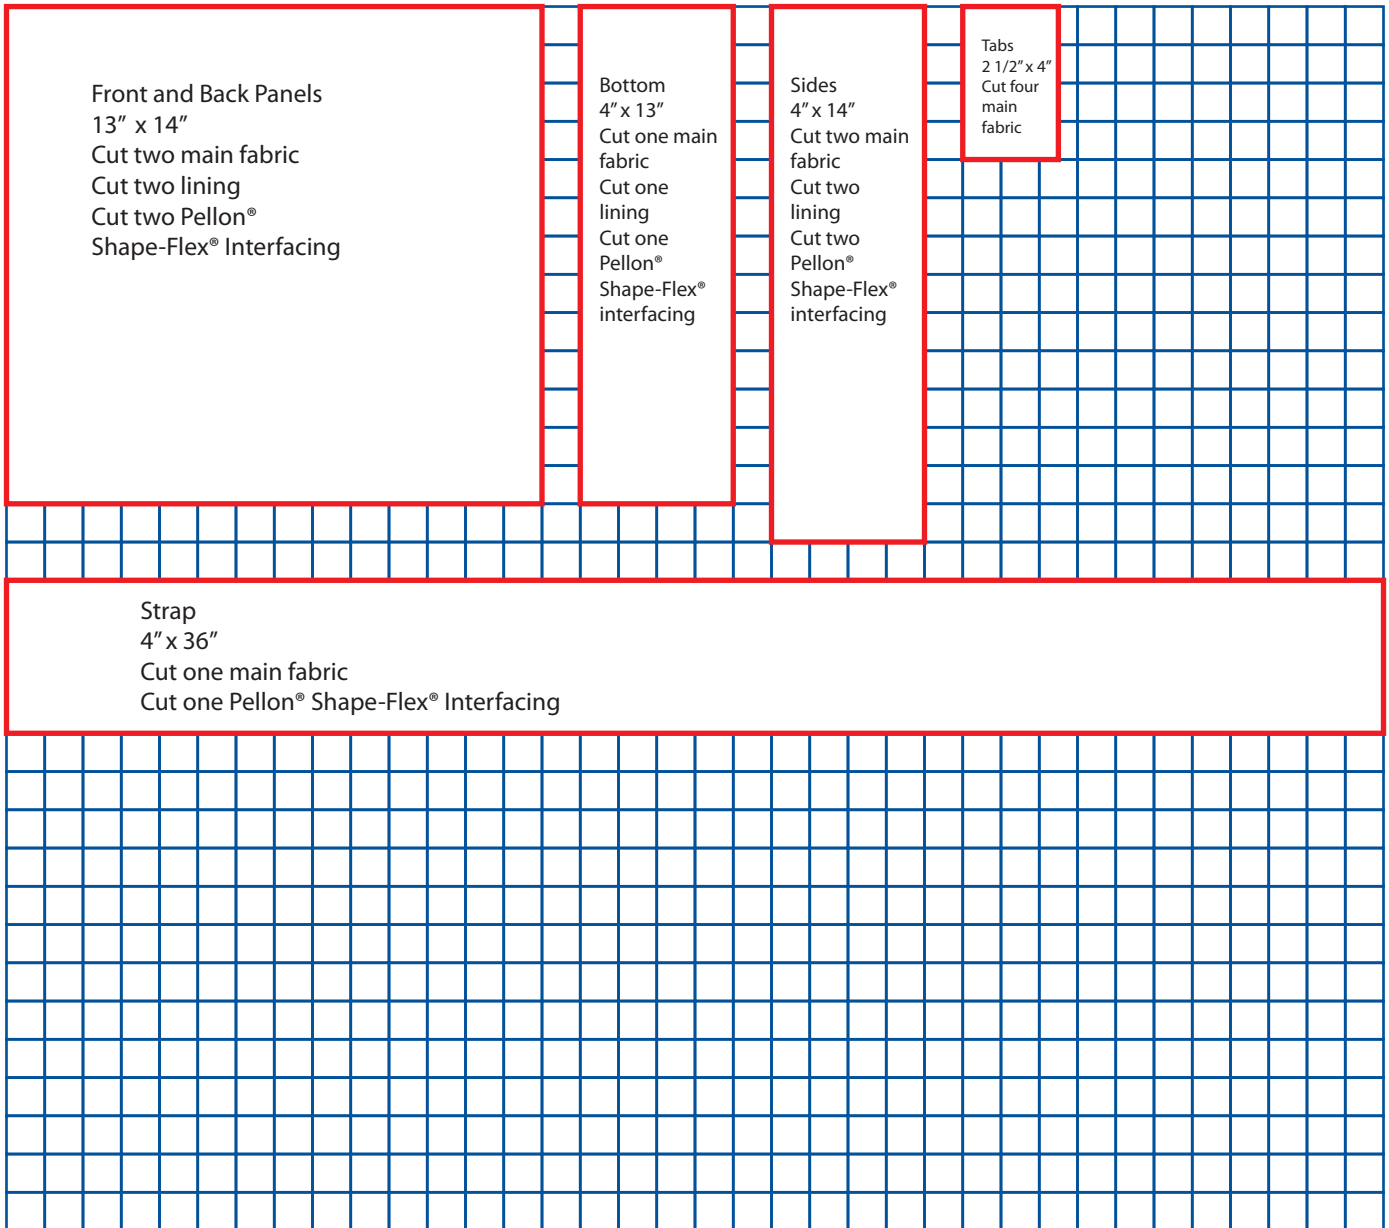 Front and Back Panels
13” x 14”
Cut two main fabric
Cut two lining
Cut two Pellon®
Shape-Flex® Interfacing
Bottom
4” x 13”
Cut one main
fabric
Cut one
lining
Cut one
Pellon®
Shape-Flex®
interfacing
Sides
4” x 14”
Cut two main
fabric
Cut two
lining
Cut two
Pellon®
Shape-Flex®
interfacing
Tabs
2 1/2” x 4”
Cut four
main
fabric
Strap
4” x 36”
Cut one main fabric
Cut one Pellon® Shape-Flex® Interfacing